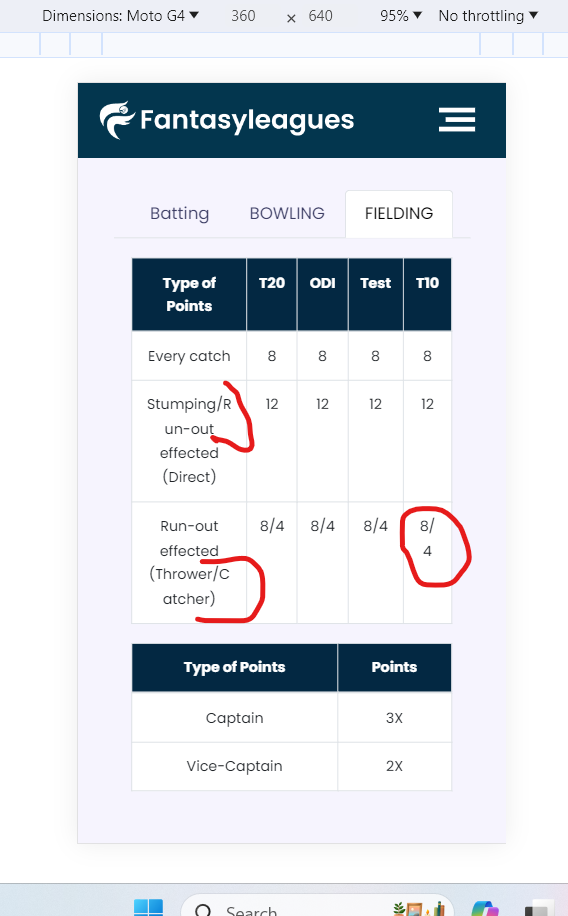 Dimensions: Moto G4 ▼ 360 × 640 95% ▼ No throttling ▼
Fantasyleagues
Batting BOWLING FIELDING
Type of T20 ODI Test T10
Points
Every catch 8 8 8 8
Stumping/R 12 12 12 12
un-out
effected
(Direct)
Run-out 8/4 8/4 8/4 8/
effected 4
(Thrower/C
atcher)
Type of Points Points
Captain 3X
Vice-Captain 2X
Search